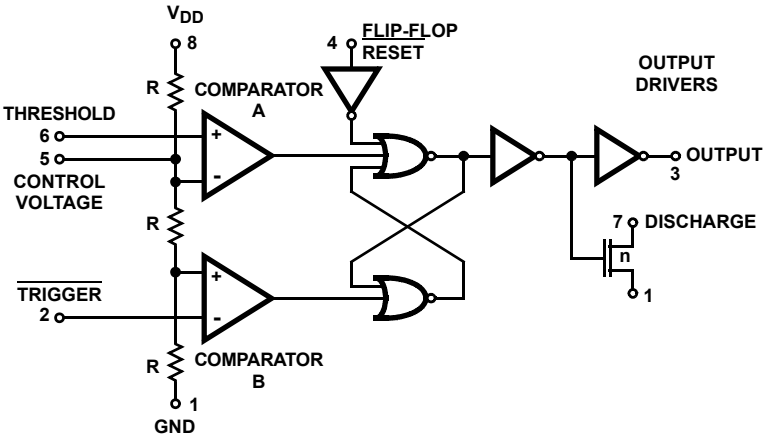 VDD
8
FLIP-FLOP
RESET
4
OUTPUT
DRIVERS
R
COMPARATOR
A
THRESHOLD
6
5
CONTROL
VOLTAGE
+
-
OUTPUT
3
R
7 DISCHARGE
n
1
TRIGGER
2
+
-
R
COMPARATOR
B
1
GND